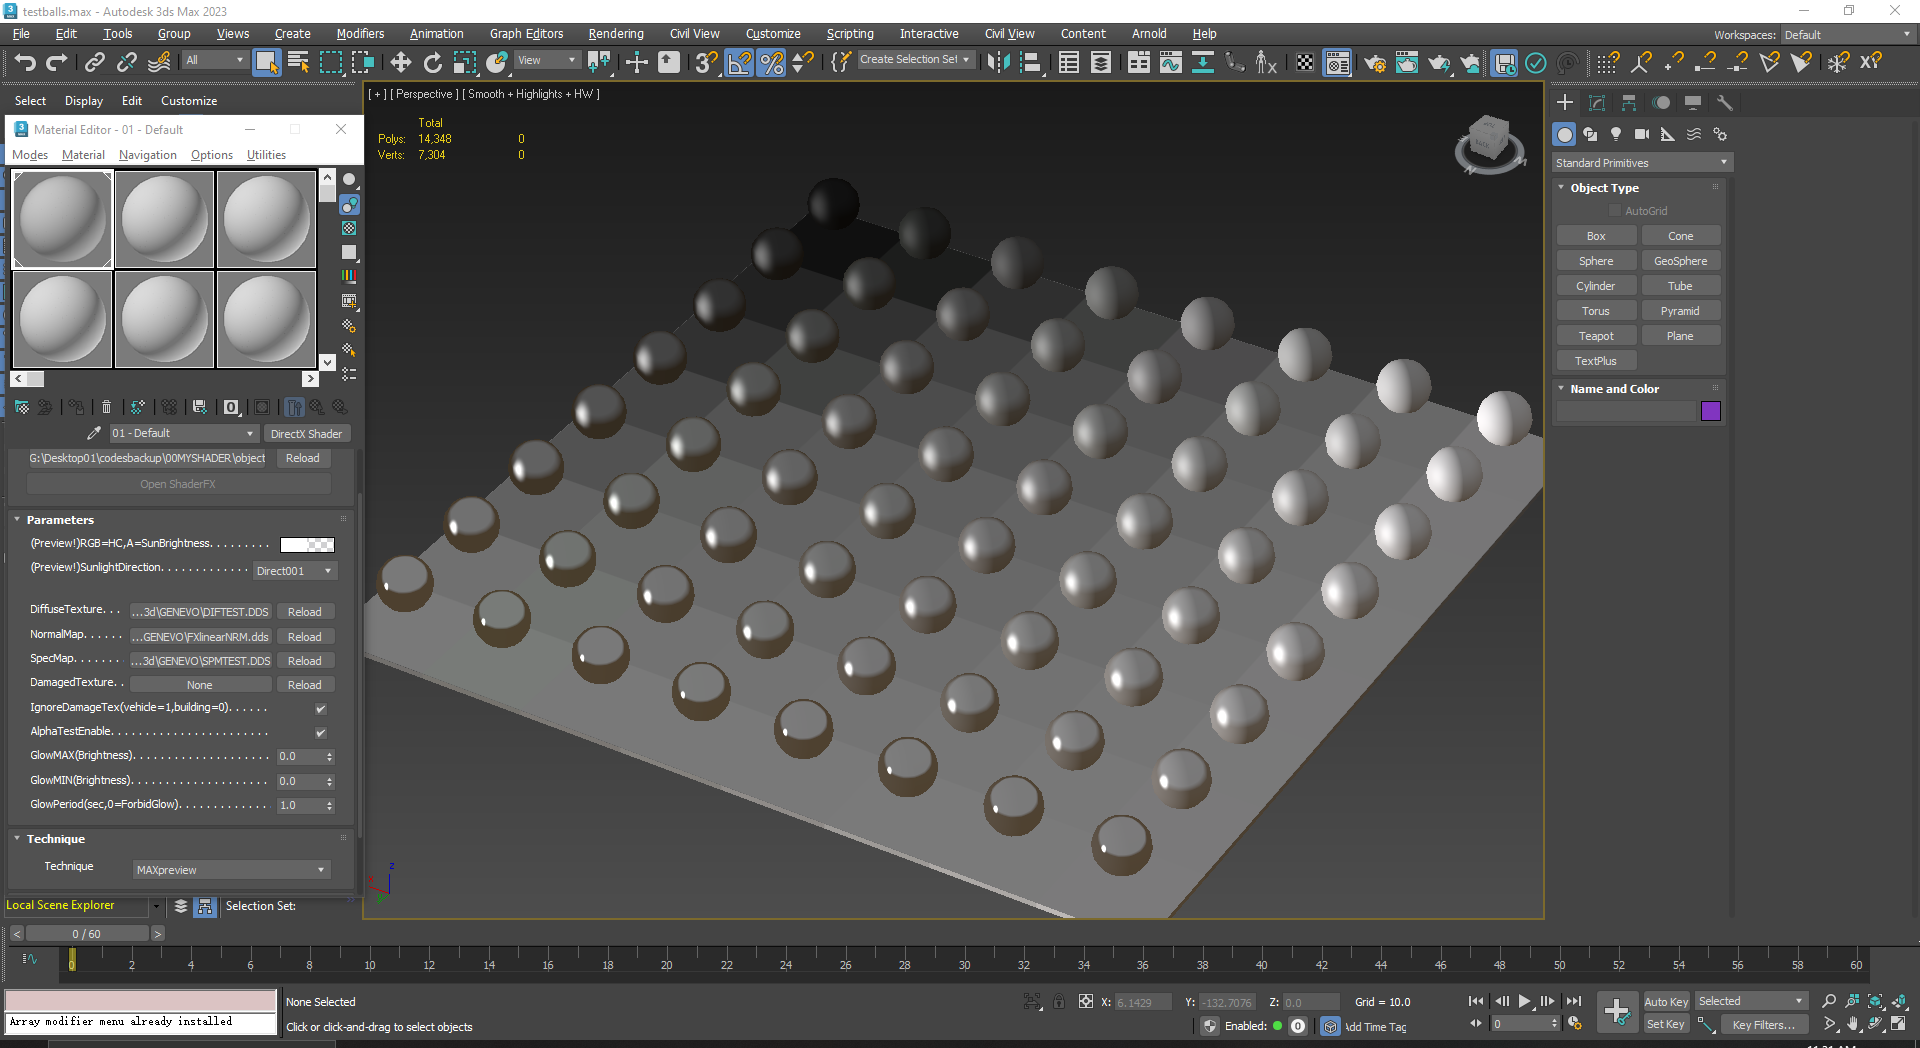 testballs.max - Autodesk 3ds Max 2023
File Edit Tools Group Views Create Modifiers Animation Graph Editors Rendering Civil View Customize Scripting Interactive Civil View Content Arnold Help
Workspaces: Default
All View Create Selection Set
Select Display Edit Customize
[ + ] [ Perspective ] [ Smooth + Highlights + HW ]
Total
Polys: 14,348 0
Verts: 7,304 0
Material Editor - 01 - Default
Modes Material Navigation Options Utilities
01 - Default DirectX Shader
G:\Desktop01\codesbackup\00MYSHADER\object Reload
Open ShaderFX
Parameters
(Preview!)RGB=HC,A=SunBrightness. . . . . . . . .
(Preview!)SunlightDirection. . . . . . . . . . . . . Direct001
DiffuseTexture. . . ...3d\GENEVO\DIFTEST.DDS Reload
NormalMap. . . . . . ...GENEVO\FXlinearNRM.dds Reload
SpecMap. . . . . . . . ...3d\GENEVO\SPMTEST.DDS Reload
DamagedTexture. . None Reload
IgnoreDamageTex(vehicle=1,building=0). . . . . .
AlphaTestEnable. . . . . . . . . . . . . . . . . . . . . . . .
GlowMAX(Brightness). . . . . . . . . . . . . . . . . . . . . 0.0
GlowMIN(Brightness). . . . . . . . . . . . . . . . . . . . . 0.0
GlowPeriod(sec,0=ForbidGlow). . . . . . . . . . . . . . 1.0
Technique
Technique MAXpreview
Local Scene Explorer Selection Set:
Standard Primitives
Object Type
AutoGrid
Box Cone
Sphere GeoSphere
Cylinder Tube
Torus Pyramid
Teapot Plane
TextPlus
Name and Color
< 0 / 60 >
0 2 4 6 8 10 12 14 16 18 20 22 24 26 28 30 32 34 36 38 40 42 44 46 48 50 52 54 56 58 60
None Selected X: 6.1429 Y: -132.7076 Z: 0.0 Grid = 10.0 Auto Key Selected
Array modifier menu already installed
Click or click-and-drag to select objects Enabled: 0 Add Time Tag 0 Set Key Key Filters...